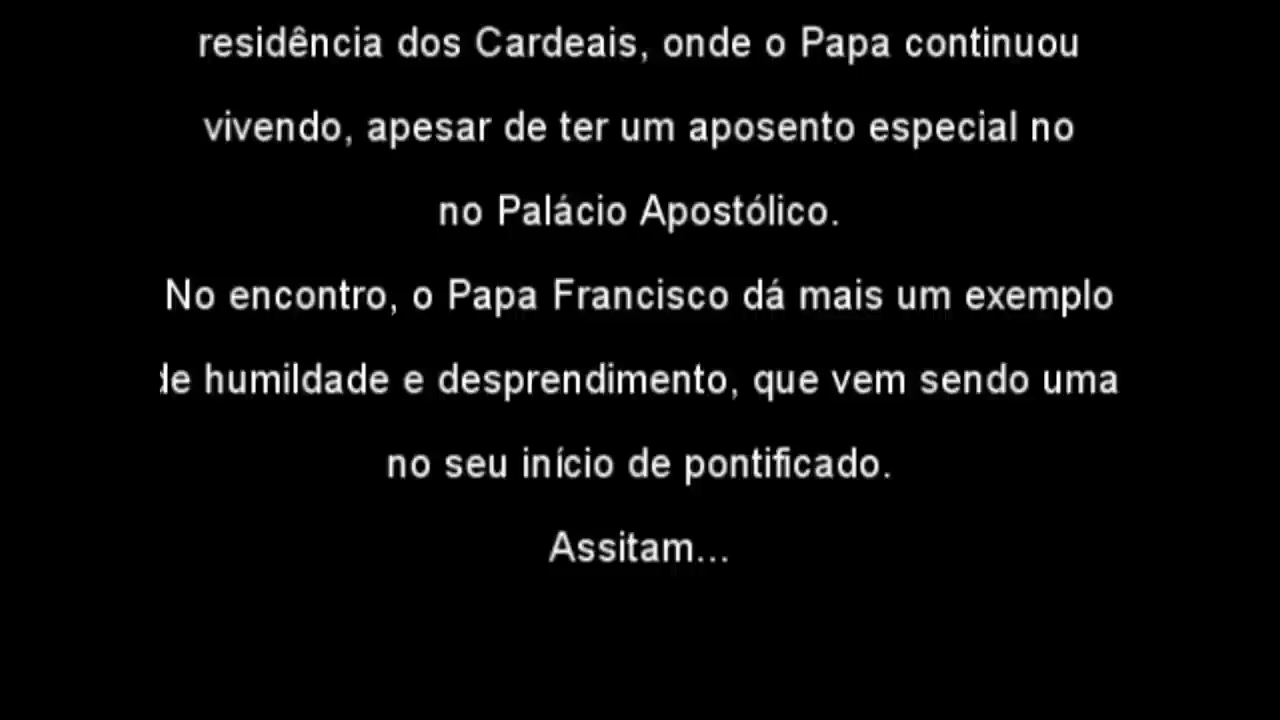 residência dos Cardeais, onde o Papa continuou
vivendo, apesar de ter um aposento especial no
no Palácio Apostólico.
No encontro, o Papa Francisco dá mais um exemplo
de humildade e desprendimento, que vem sendo uma
no seu início de pontificado.
Assitam...